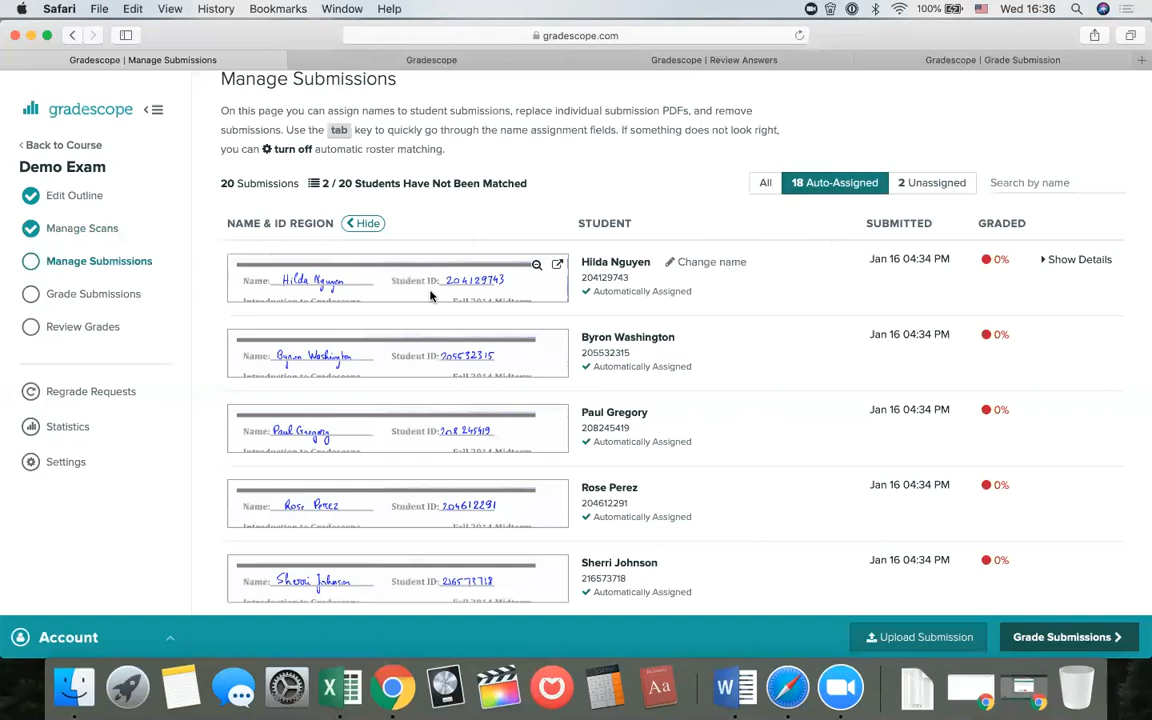 Safari File Edit View History Bookmarks Window Help 100% Wed 16:36
gradescope.com
Gradescope | Manage Submissions Gradescope Gradescope | Review Answers Gradescope | Grade Submission
gradescope
Back to Course
Demo Exam
Edit Outline
Manage Scans
Manage Submissions
Grade Submissions
Review Grades
Regrade Requests
Statistics
Settings
Manage Submissions
On this page you can assign names to student submissions, replace individual submission PDFs, and remove
submissions. Use the tab key to quickly go through the name assignment fields. If something does not look right,
you can turn off automatic roster matching.
20 Submissions 2 / 20 Students Have Not Been Matched All 18 Auto-Assigned 2 Unassigned Search by name
NAME & ID REGION Hide STUDENT SUBMITTED GRADED
Name: Hilda Nguyen Student ID: 204129743
Introduction to Gradescope Fall 2014 Midterm
Hilda Nguyen Change name Jan 16 04:34 PM 0% Show Details
204129743
Automatically Assigned
Name: Byron Washington Student ID: 205532315
Introduction to Gradescope Fall 2014 Midterm
Byron Washington Jan 16 04:34 PM 0%
205532315
Automatically Assigned
Name: Paul Gregory Student ID: 208245419
Introduction to Gradescope Fall 2014 Midterm
Paul Gregory Jan 16 04:34 PM 0%
208245419
Automatically Assigned
Name: Rose Perez Student ID: 204612291
Introduction to Gradescope Fall 2014 Midterm
Rose Perez Jan 16 04:34 PM 0%
204612291
Automatically Assigned
Name: Sherri Johnson Student ID: 216573718
Sherri Johnson Jan 16 04:34 PM 0%
216573718
Automatically Assigned
Account Upload Submission Grade Submissions